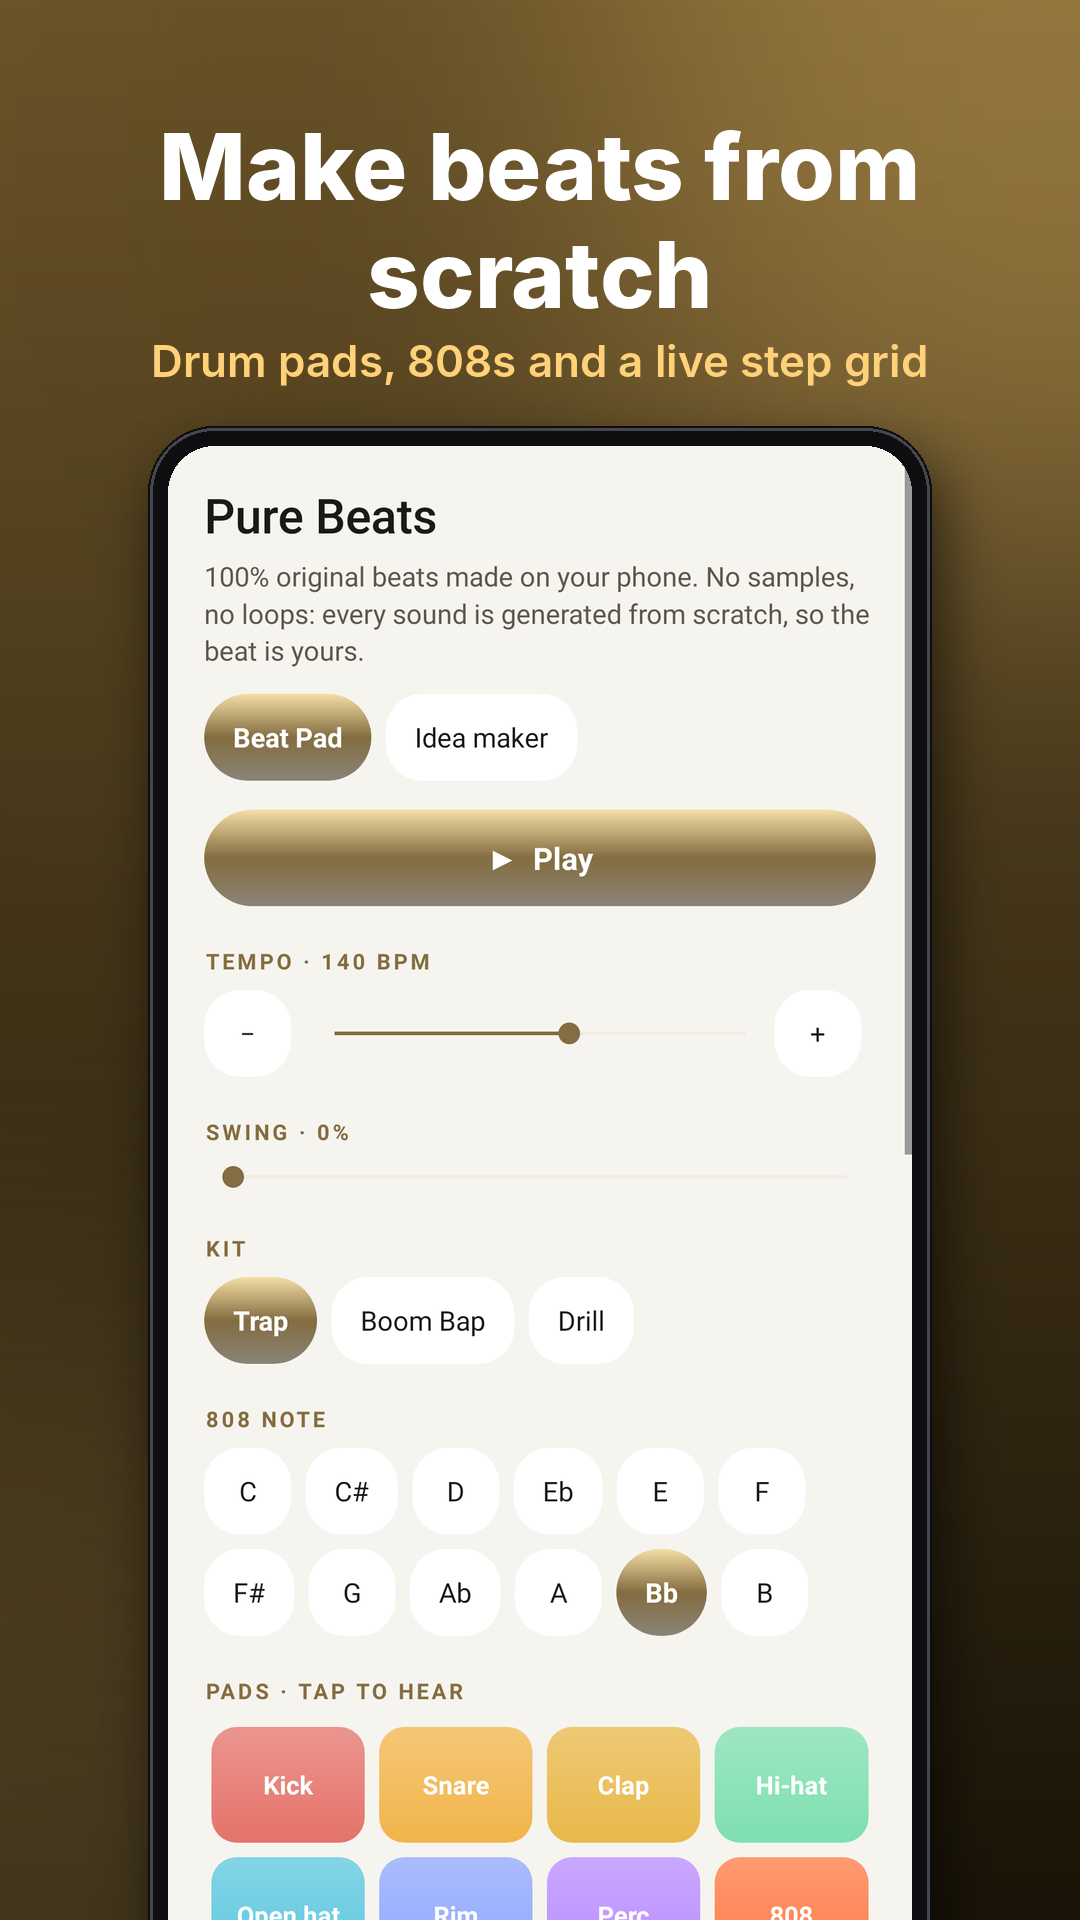 Make beats from
scratch
Drum pads, 808s and a live step grid
Pure Beats
100% original beats made on your phone. No samples,
no loops: every sound is generated from scratch, so the
beat is yours.
Beat Pad
Idea maker
▶ Play
TEMPO · 140 BPM
−
+
SWING · 0%
KIT
Trap
Boom Bap
Drill
808 NOTE
C
C#
D
Eb
E
F
F#
G
Ab
A
Bb
B
PADS · TAP TO HEAR
Kick
Snare
Clap
Hi-hat
Open hat
Rim
Perc
808